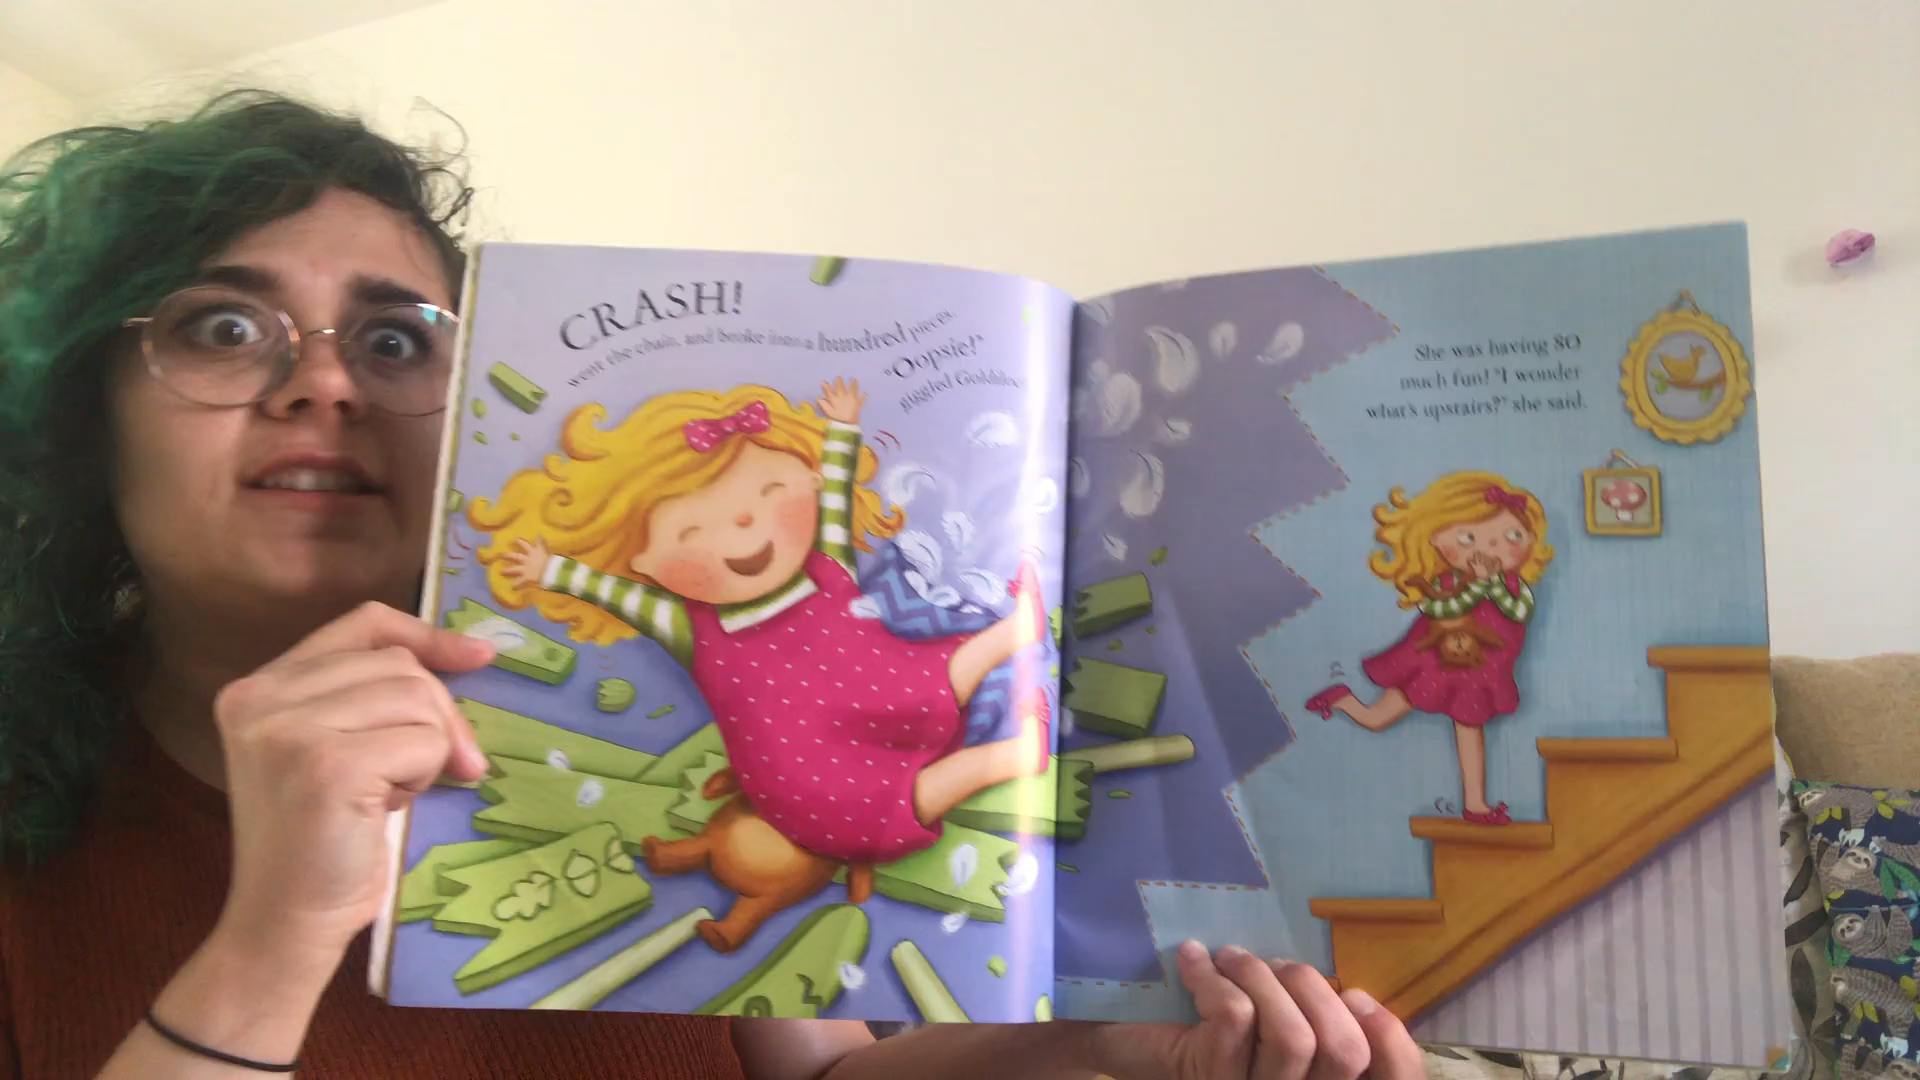 CRASH!
went the chair, and broke into a hundred pieces.
"Oopsie!"
giggled Goldiloc
She was having SO
much fun! "I wonder
what's upstairs?" she said.